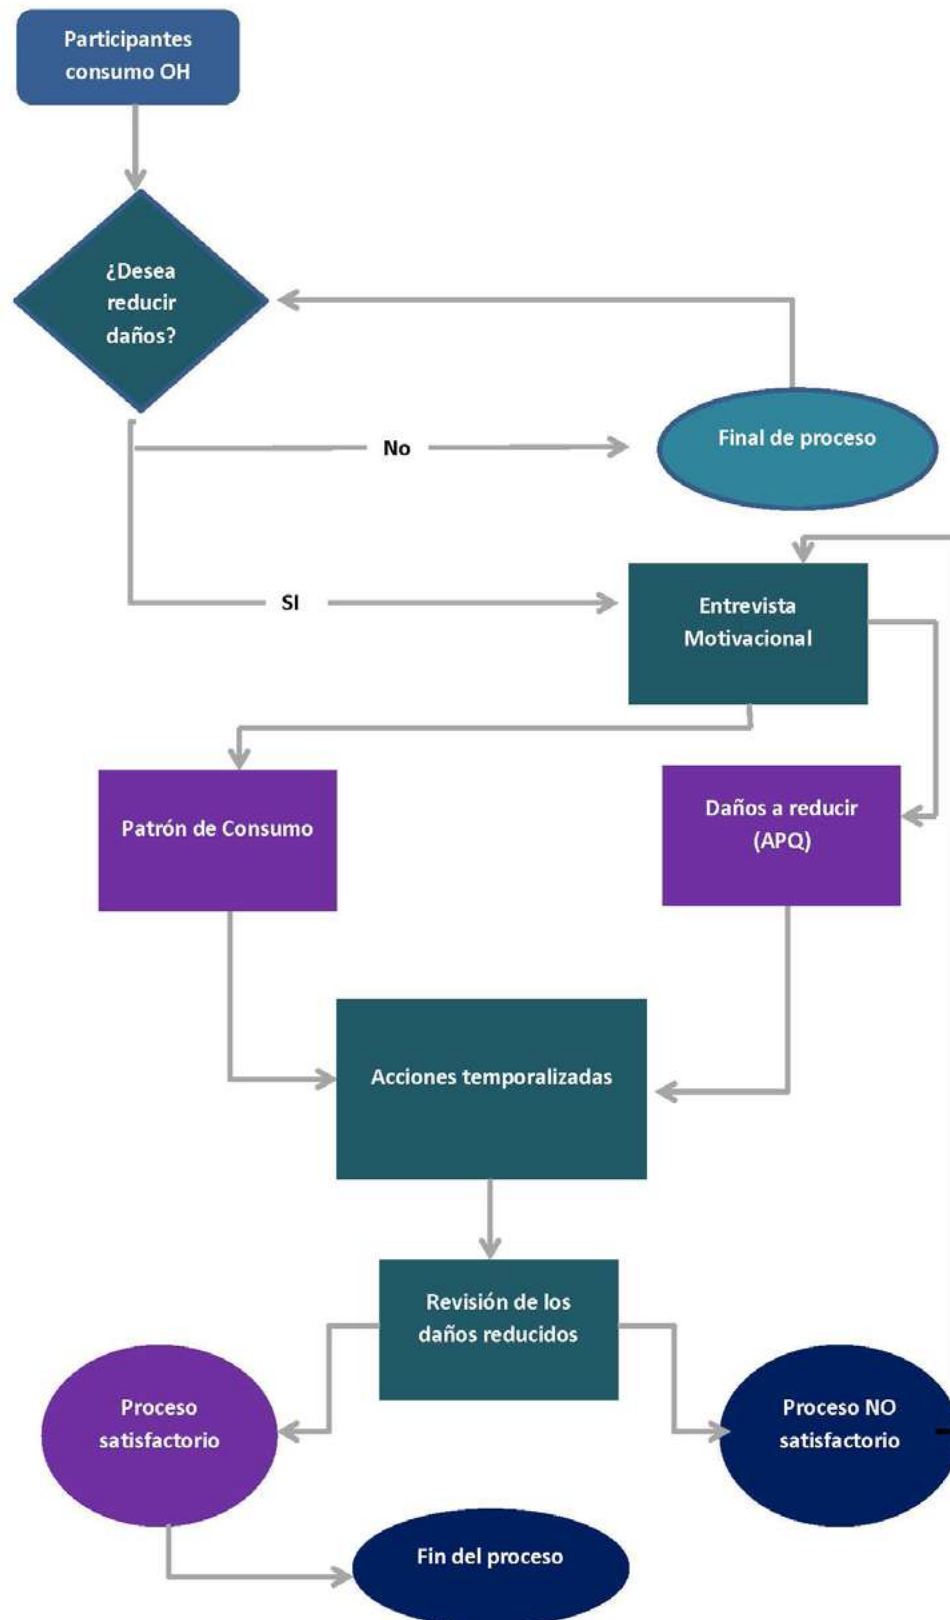 Participantes
consumo OH
¿Desea
reducir
daños?
No
Final de proceso
SI
Entrevista
Motivacional
Patrón de Consumo
Daños a reducir
(APQ)
Acciones temporalizadas
Revisión de los
daños reducidos
Proceso
satisfactorio
Proceso NO
satisfactorio
Fin del proceso